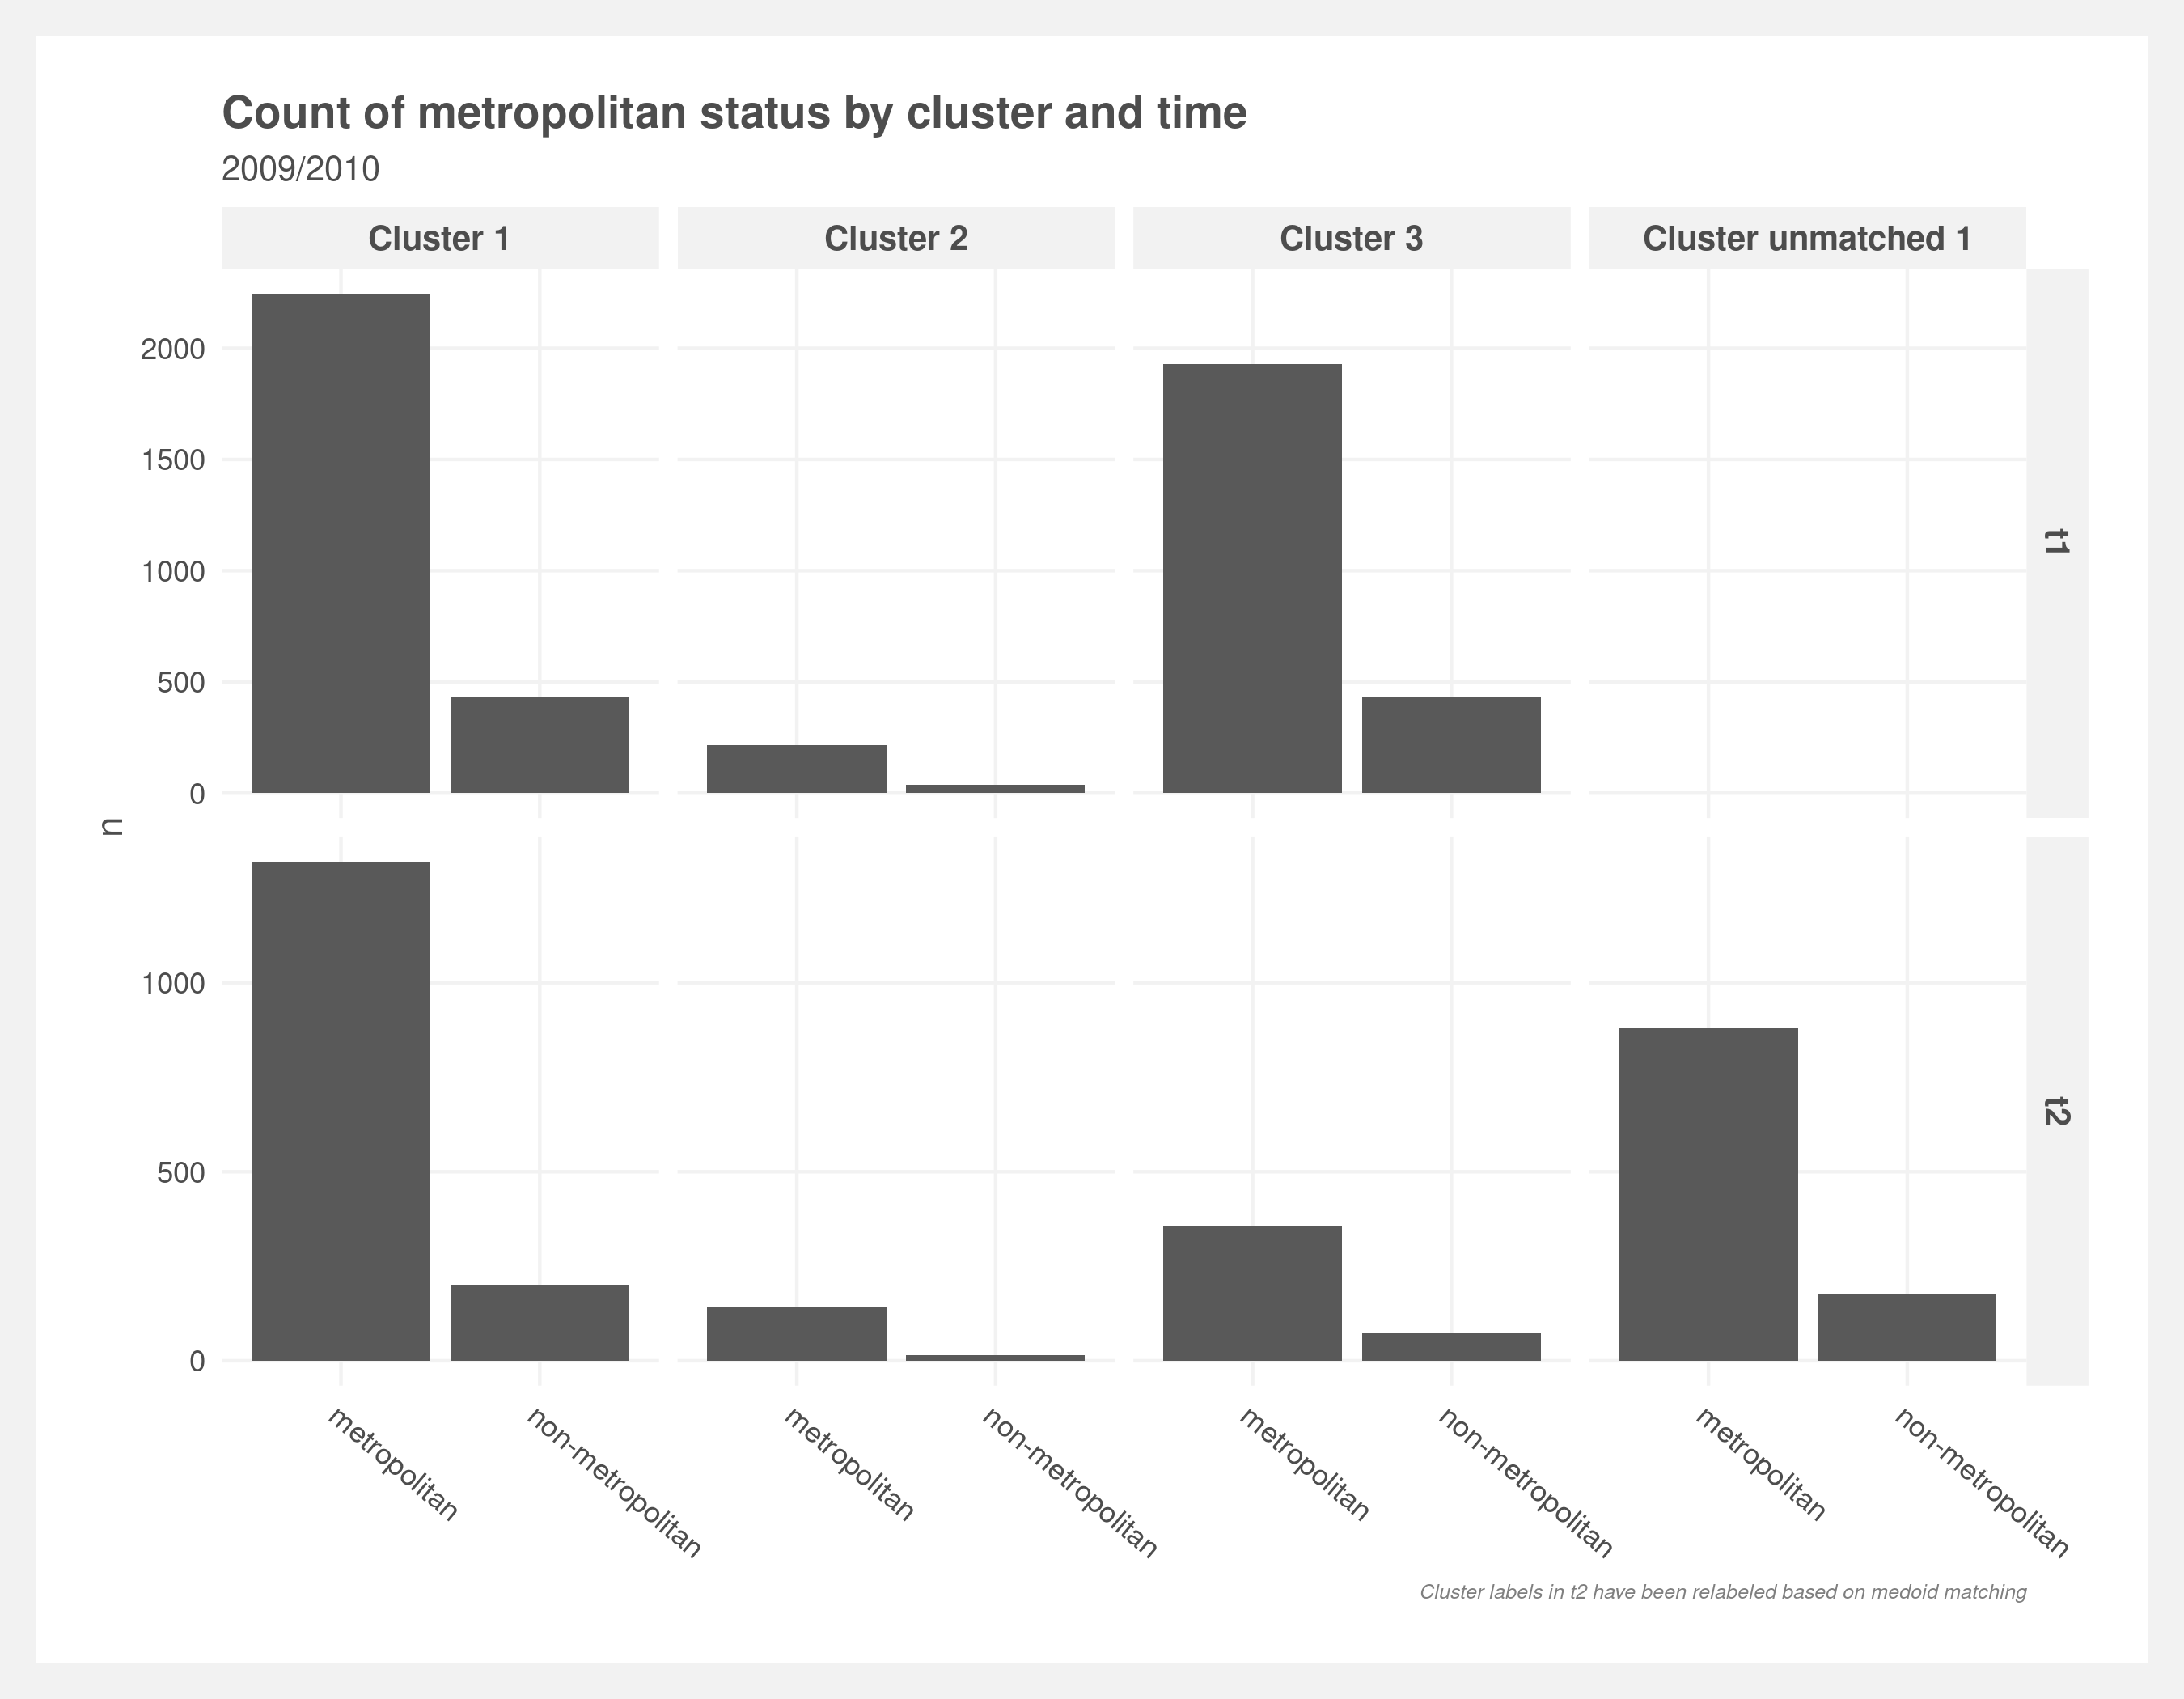 Count of metropolitan status by cluster and time
2009/2010
Cluster 1
Cluster 2
Cluster 3
Cluster unmatched 1
2000
1500
1000
500
0
t1
n
1000
500
0
t2
metropolitan
non-metropolitan
metropolitan
non-metropolitan
metropolitan
non-metropolitan
metropolitan
non-metropolitan
Cluster labels in t2 have been relabeled based on medoid matching